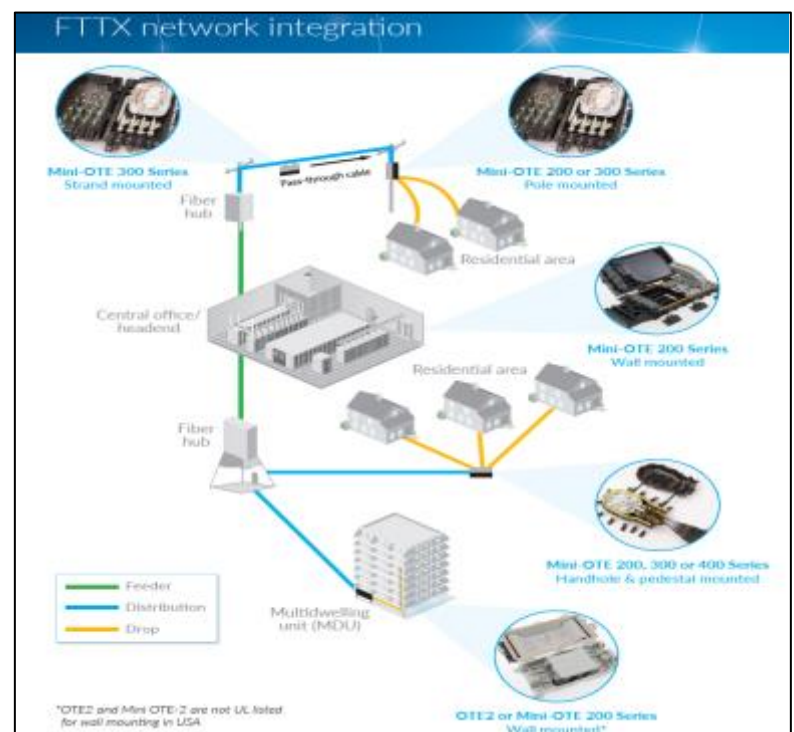 FTTX network integration
Mini-OTE 300 Series
Strand mounted
Pass-through cable
Mini-OTE 200 or 300 Series
Pole mounted
Fiber
hub
Residential area
Central office/
headend
Mini-OTE 200 Series
Wall mounted
Residential area
Fiber
hub
Mini-OTE 200, 300 or 400 Series
Handhole & pedestal mounted
Feeder
Distribution
Drop
Multidwelling
unit (MDU)
*OTE2 and Mini OTE-2 are not UL listed
for wall mounting in USA
OTE2 or Mini-OTE 200 Series
Wall mounted*